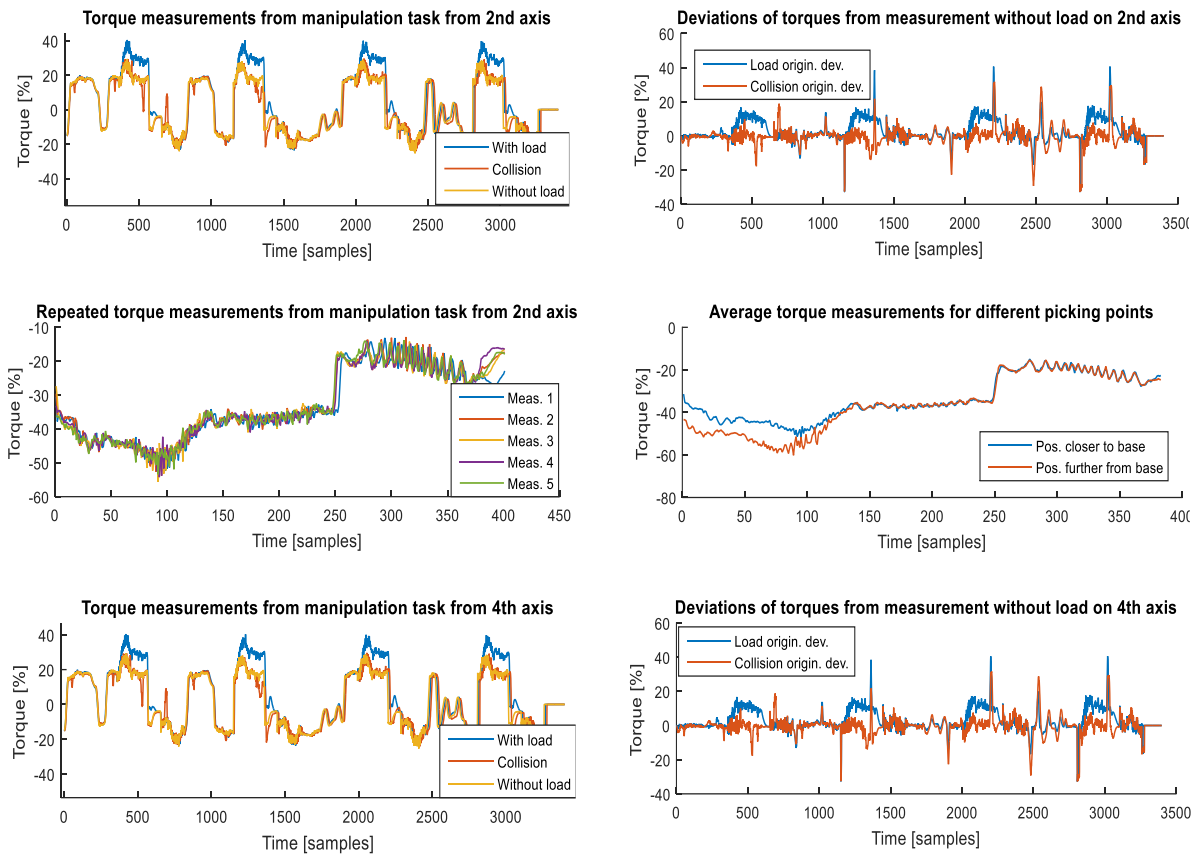 Torque measurements from manipulation task from 2nd axis
Torque [%]
40
20
0
-20
-40
With load
Collision
Without load
0 500 1000 1500 2000 2500 3000
Time [samples]
Deviations of torques from measurement without load on 2nd axis
Torque [%]
60
40
20
0
-20
-40
Load origin. dev.
Collision origin. dev.
0 500 1000 1500 2000 2500 3000 3500
Time [samples]
Repeated torque measurements from manipulation task from 2nd axis
Torque [%]
-10
-20
-30
-40
-50
-60
Meas. 1
Meas. 2
Meas. 3
Meas. 4
Meas. 5
0 50 100 150 200 250 300 350 400 450
Time [samples]
Average torque measurements for different picking points
Torque [%]
0
-20
-40
-60
-80
Pos. closer to base
Pos. further from base
0 50 100 150 200 250 300 350 400
Time [samples]
Torque measurements from manipulation task from 4th axis
Torque [%]
40
20
0
-20
-40
With load
Collision
Without load
0 500 1000 1500 2000 2500 3000
Time [samples]
Deviations of torques from measurement without load on 4th axis
Torque [%]
60
40
20
0
-20
-40
Load origin. dev.
Collision origin. dev.
0 500 1000 1500 2000 2500 3000 3500
Time [samples]